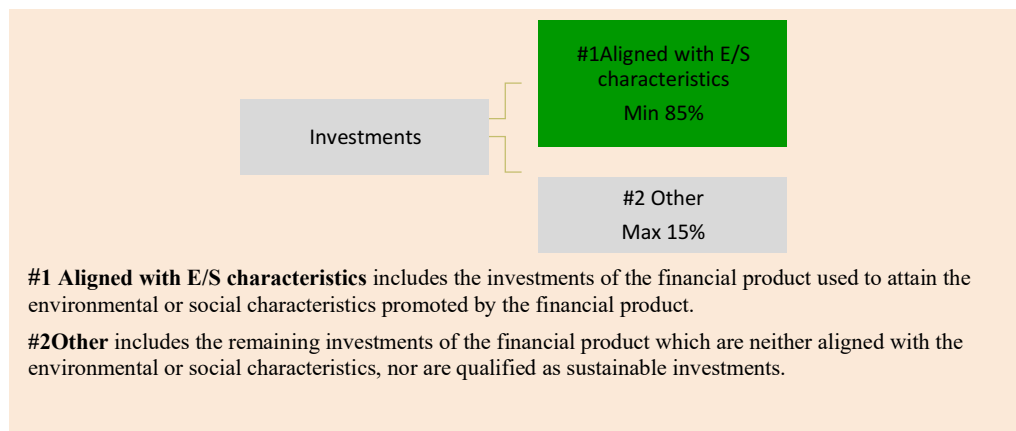 #1Aligned with E/S
characteristics
Min 85%
Investments
#2 Other
Max 15%
#1 Aligned with E/S characteristics includes the investments of the financial product used to attain the
environmental or social characteristics promoted by the financial product.
#2Other includes the remaining investments of the financial product which are neither aligned with the
environmental or social characteristics, nor are qualified as sustainable investments.